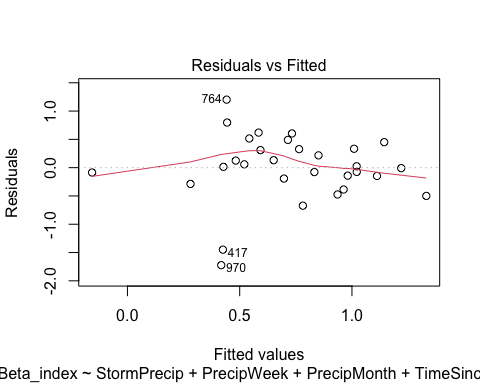 Residuals vs Fitted
Residuals
1.0
0.0
-1.0
-2.0
764
417
970
0.0 0.5 1.0
Fitted values
Beta_index ~ StormPrecip + PrecipWeek + PrecipMonth + TimeSinc